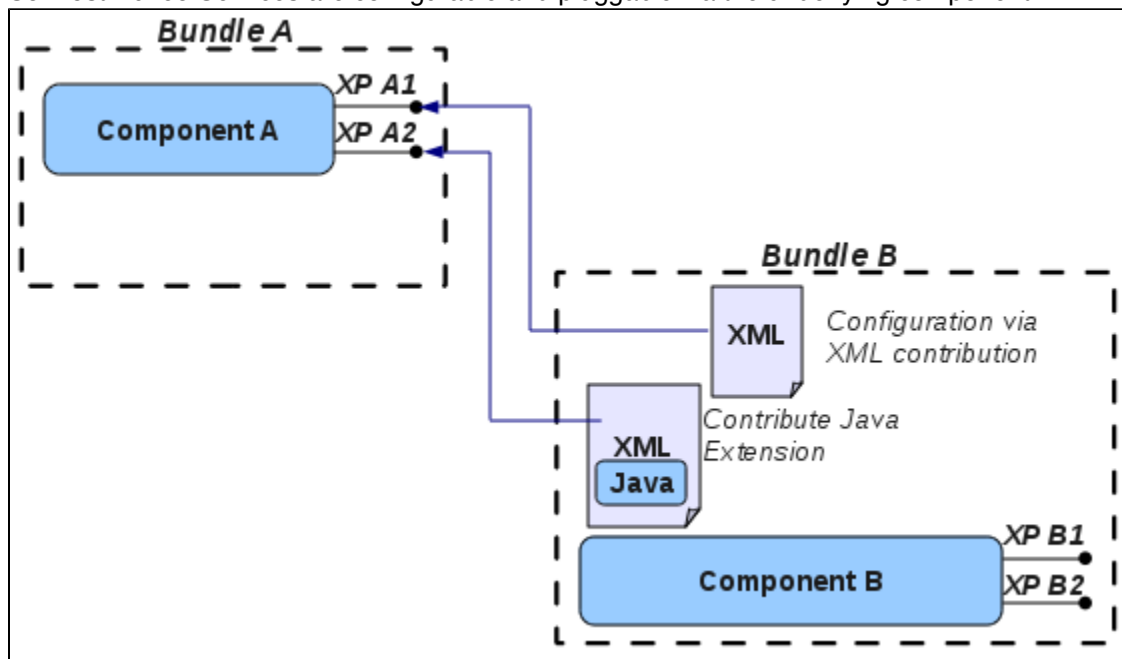 Bundle A
XP A1
Component A
XP A2
Bundle B
XML
Configuration via
XML contribution
Contribute Java
Extension
XML
Java
XP B1
Component B
XP B2